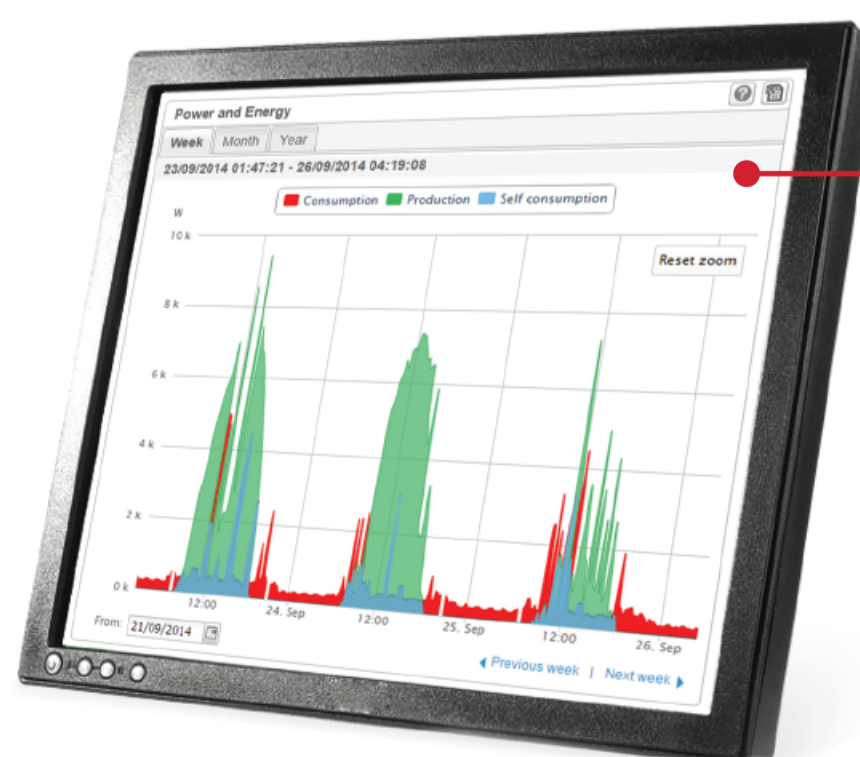 Power and Energy
Week Month Year
23/09/2014 01:47:21 - 26/09/2014 04:19:08
Consumption Production Self consumption
W
10 k
Reset zoom
8 k
6 k
4 k
2 k
0 k
12:00 24. Sep 12:00 25. Sep 12:00 26. Sep
From: 21/09/2014
Previous week | Next week